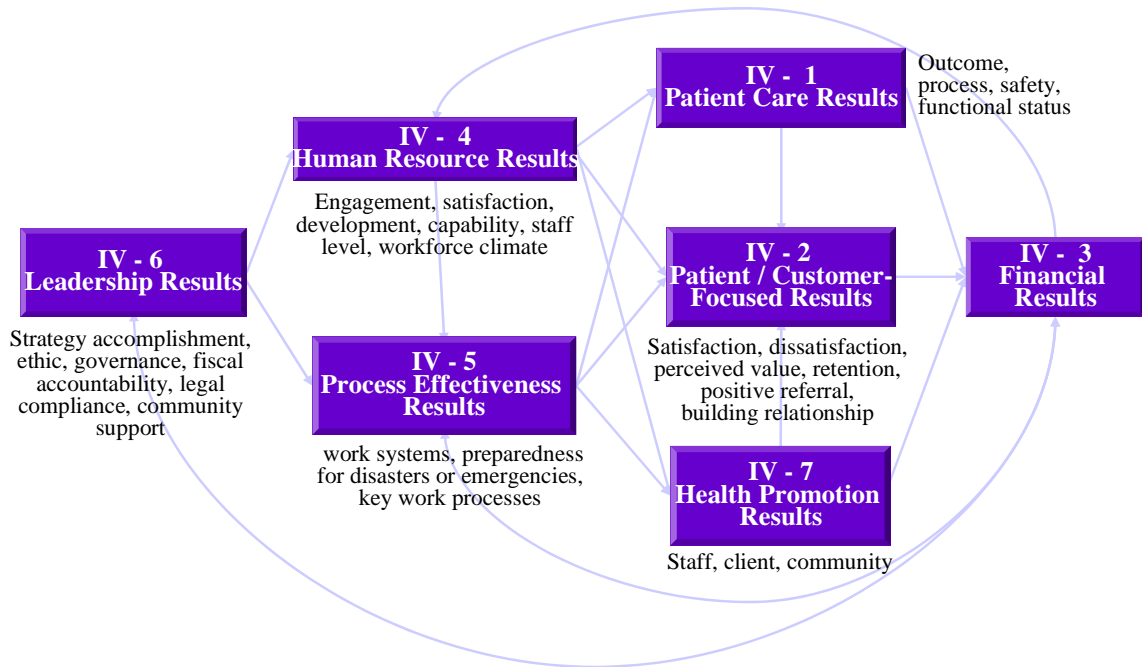 IV - 1
Patient Care Results
Outcome,
process, safety,
functional status
IV - 4
Human Resource Results
Engagement, satisfaction,
development, capability, staff
level, workforce climate
IV - 6
Leadership Results
Strategy accomplishment,
ethic, governance, fiscal
accountability, legal
compliance, community
support
IV - 2
Patient / Customer-
Focused Results
Satisfaction, dissatisfaction,
perceived value, retention,
positive referral,
building relationship
IV - 3
Financial
Results
IV - 5
Process Effectiveness
Results
work systems, preparedness
for disasters or emergencies,
key work processes
IV - 7
Health Promotion
Results
Staff, client, community